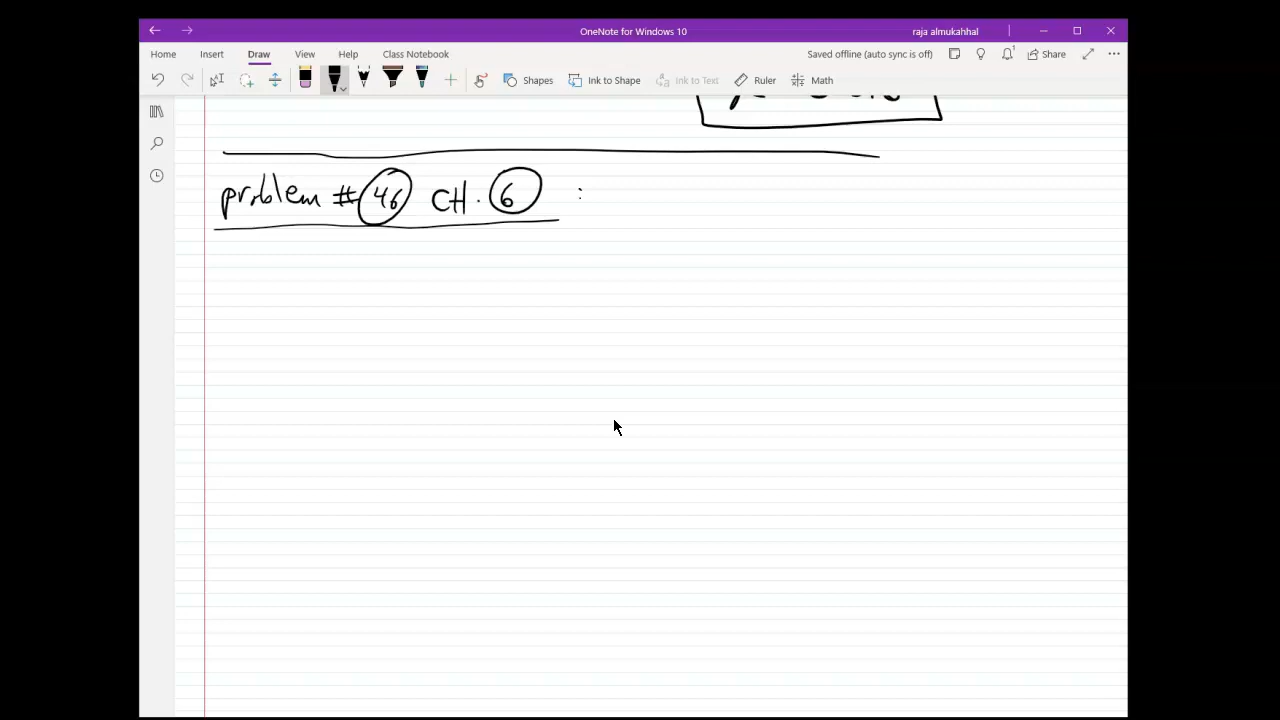 OneNote for Windows 10
raja almukahhal
Home Insert Draw View Help Class Notebook
Saved offline (auto sync is off)
1
Share
Shapes Ink to Shape Ink to Text Ruler Math
problem #46 CH. 6 :